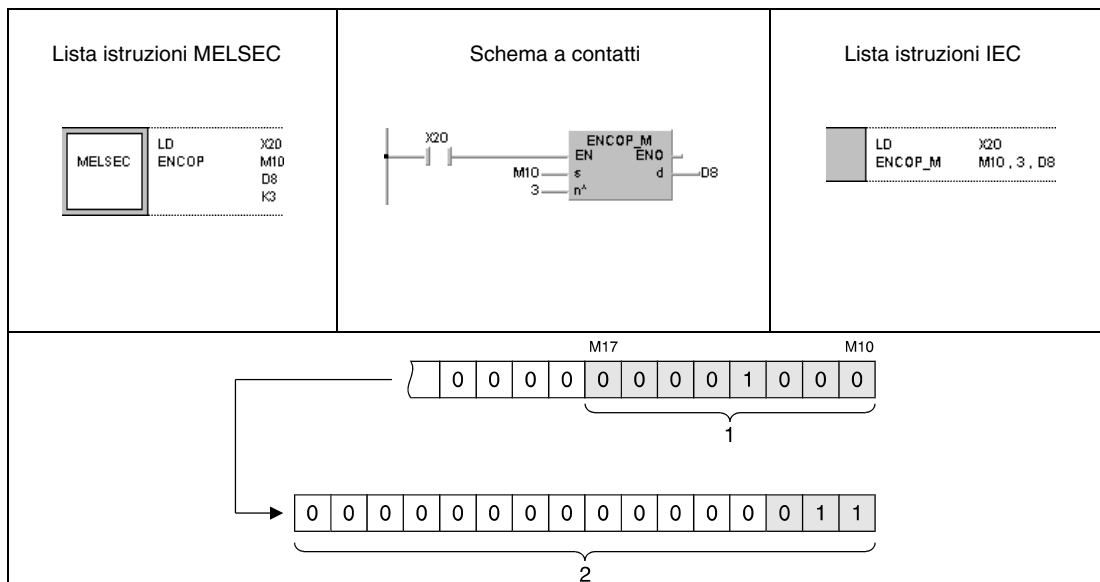 Lista istruzioni MELSEC
Schema a contatti
Lista istruzioni IEC
MELSEC
LD X20
ENCOP M10
D8
K3
X20
ENCOP_M
EN ENO
M10 s d D8
3 n^
LD X20
ENCOP_M M10 , 3 , D8
M17 M10
0 0 0 0 0 0 0 0 1 0 0 0
1
0 0 0 0 0 0 0 0 0 0 0 0 0 0 1 1
2